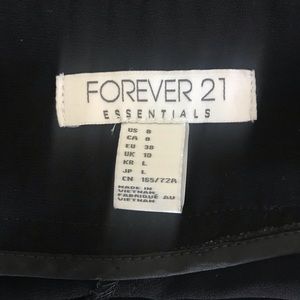 FOREVER 21
ESSENTIALS
US 8
CA 8
EU 38
UK 10
KR L
JP L
CN 165/72A
MADE IN
VIETNAM
FABRIQUÉ AU
VIETNAM